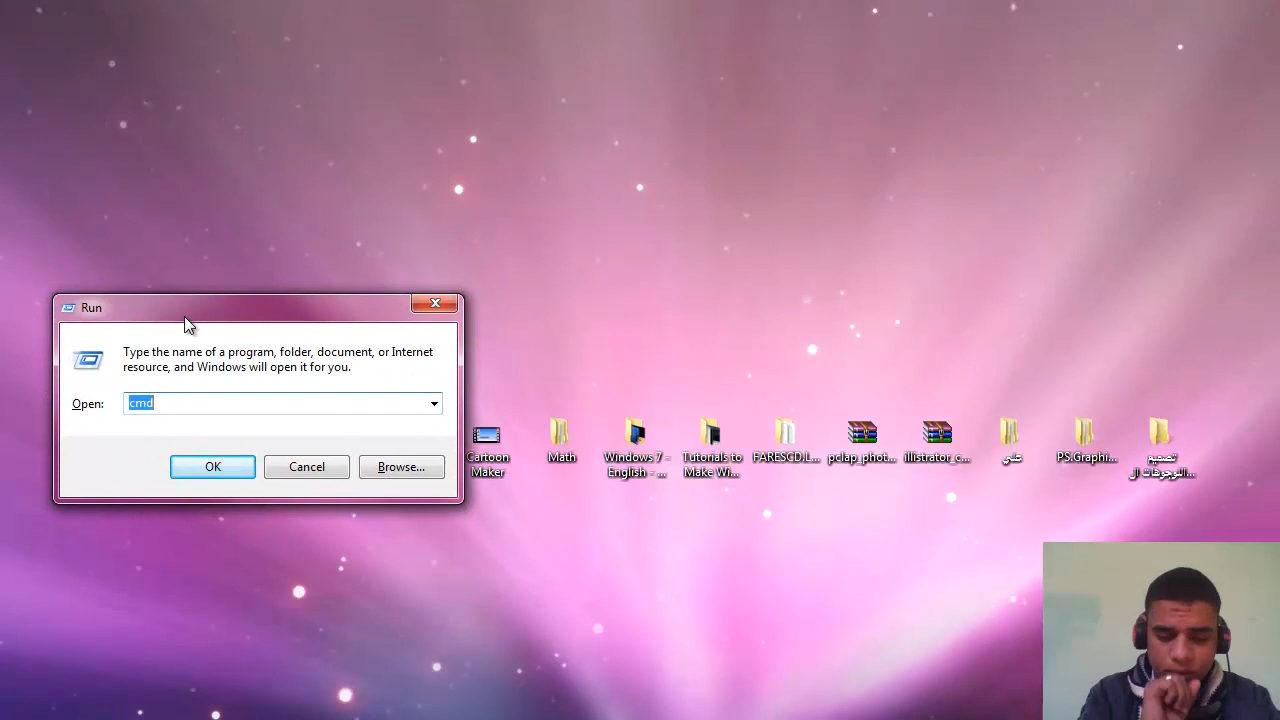 Run
Type the name of a program, folder, document, or Internet
resource, and Windows will open it for you.
Open:
cmd
OK
Cancel
Browse...
Cartoon
Maker
Math
Windows 7 -
English - ...
Tutorials to
Make Wi...
FARESCD.L...
pclap_phot...
illistrator_c...
PS.Graphi...
تصميم